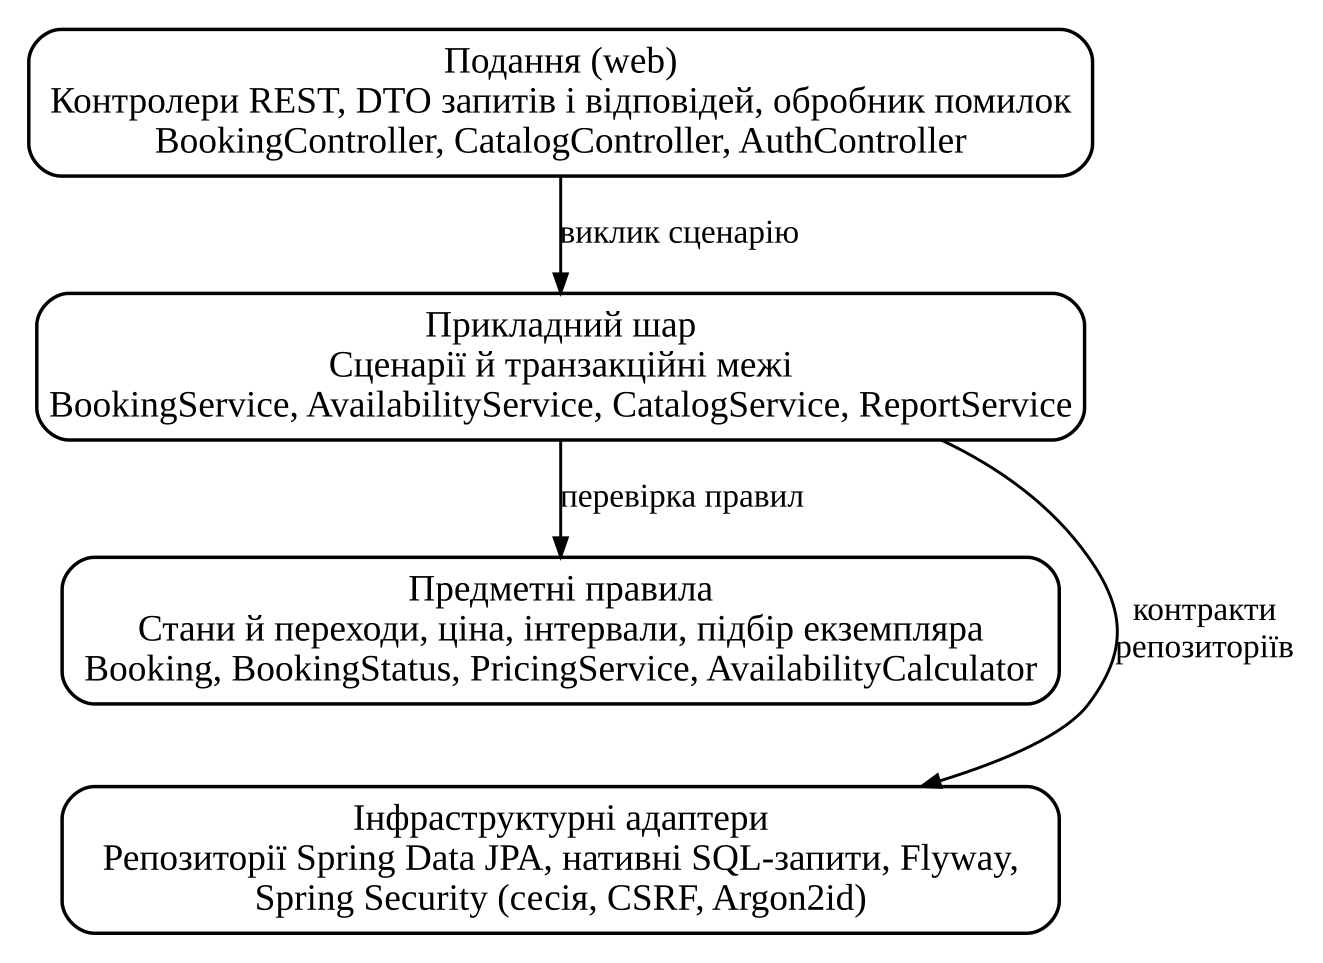 Подання (web)
Контролери REST, DTO запитів і відповідей, обробник помилок
BookingController, CatalogController, AuthController
виклик сценарію
Прикладний шар
Сценарії й транзакційні межі
BookingService, AvailabilityService, CatalogService, ReportService
перевірка правил
Предметні правила
Стани й переходи, ціна, інтервали, підбір екземпляра
Booking, BookingStatus, PricingService, AvailabilityCalculator
контракти
репозиторіїв
Інфраструктурні адаптери
Репозиторії Spring Data JPA, нативні SQL-запити, Flyway,
Spring Security (сесія, CSRF, Argon2id)